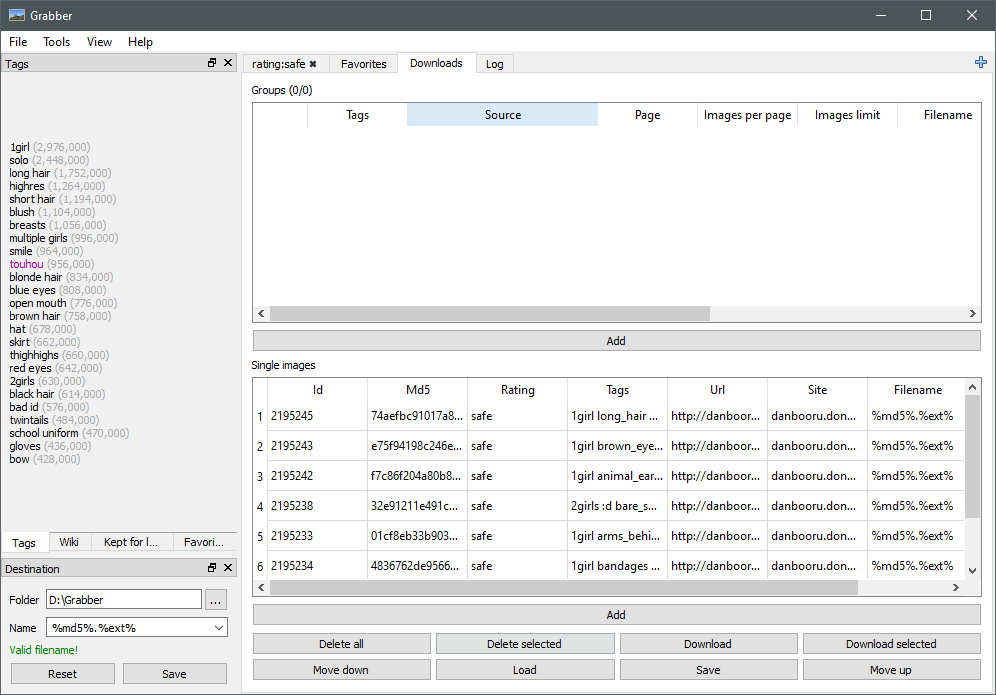 Grabber
File Tools View Help
Tags
rating:safe ✖ Favorites Downloads Log
Groups (0/0)
Tags Source Page Images per page Images limit Filename
1girl (2,976,000)
solo (2,448,000)
long hair (1,752,000)
highres (1,264,000)
short hair (1,194,000)
blush (1,104,000)
breasts (1,056,000)
multiple girls (996,000)
smile (964,000)
touhou (956,000)
blonde hair (834,000)
blue eyes (808,000)
open mouth (776,000)
brown hair (758,000)
hat (678,000)
skirt (662,000)
thighhighs (660,000)
red eyes (642,000)
2girls (630,000)
black hair (614,000)
bad id (576,000)
twintails (484,000)
school uniform (470,000)
gloves (436,000)
bow (428,000)
Tags Wiki Kept for l... Favori...
Destination
Folder D:\Grabber ...
Name %md5%.%ext%
Valid filename!
Reset Save
Add
Single images
Id Md5 Rating Tags Url Site Filename
1 2195245 74aefbc91017a8... safe 1girl long_hair ... http://danboor... danbooru.don... %md5%.%ext%
2 2195243 e75f94198c246e... safe 1girl brown_eye... http://danboor... danbooru.don... %md5%.%ext%
3 2195242 f7c86f204a80b8... safe 1girl animal_ear... http://danboor... danbooru.don... %md5%.%ext%
4 2195238 32e91211e491c... safe 2girls :d bare_s... http://danboor... danbooru.don... %md5%.%ext%
5 2195233 01cf8eb33b903... safe 1girl arms_behi... http://danboor... danbooru.don... %md5%.%ext%
6 2195234 4836762de9566... safe 1girl bandages ... http://danboor... danbooru.don... %md5%.%ext%
Add
Delete all Delete selected Download Download selected
Move down Load Save Move up